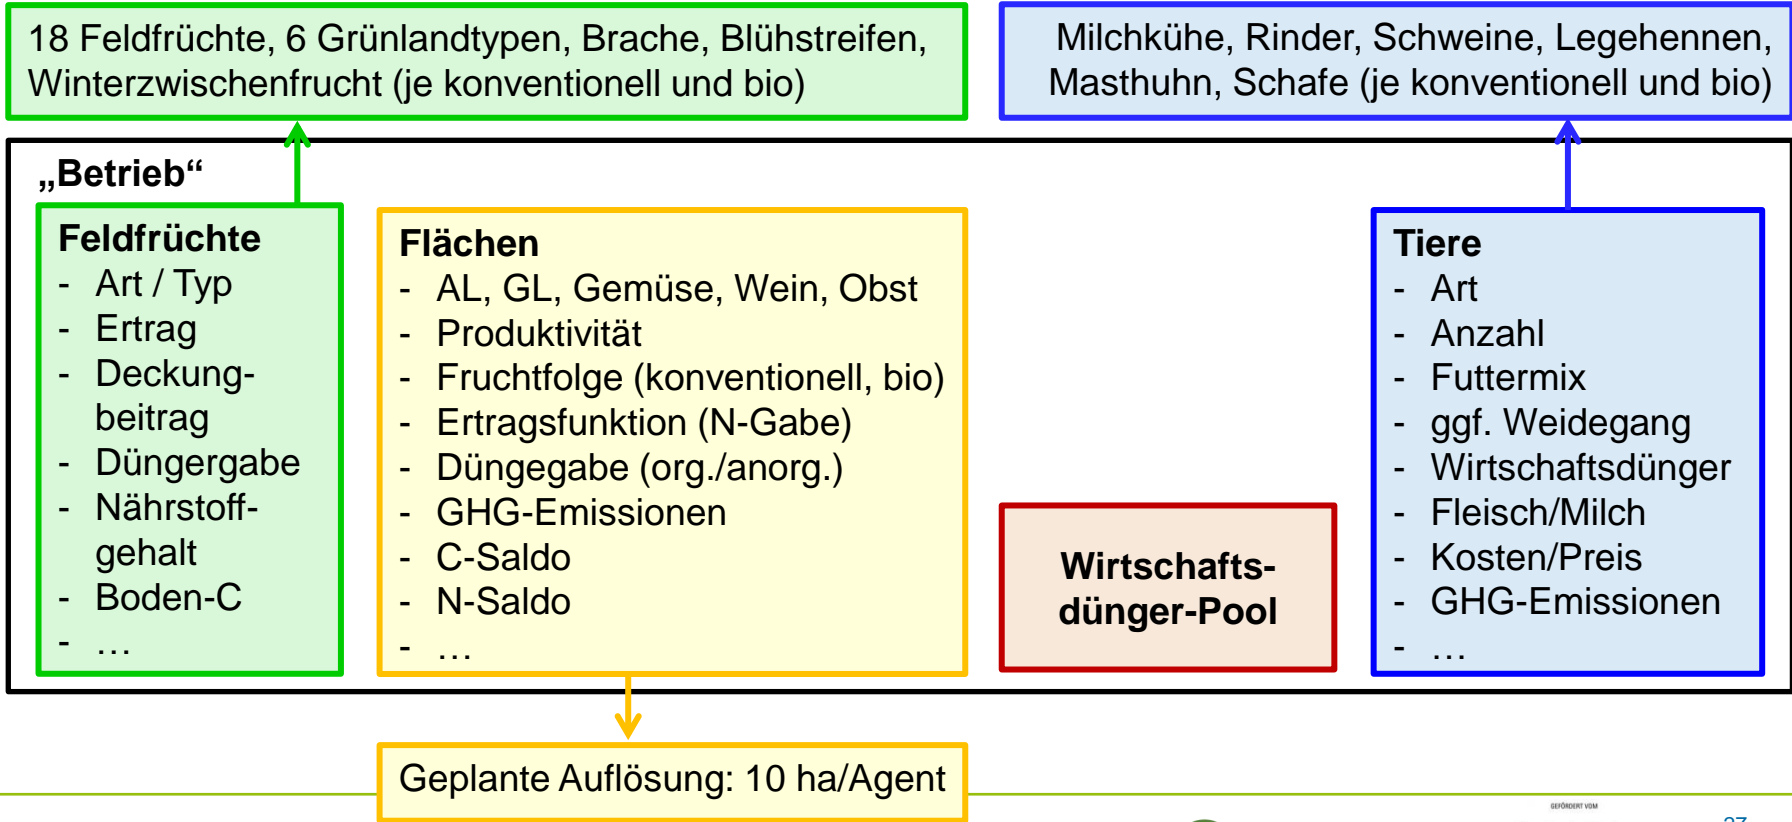 18 Feldfrüchte, 6 Grünlandtypen, Brache, Blühstreifen,
Winterzwischenfrucht (je konventionell und bio)
Milchkühe, Rinder, Schweine, Legehennen,
Masthuhn, Schafe (je konventionell und bio)
„Betrieb“
Feldfrüchte
- Art / Typ
- Ertrag
- Deckung-
beitrag
- Düngergabe
- Nährstoff-
gehalt
- Boden-C
- …
Flächen
- AL, GL, Gemüse, Wein, Obst
- Produktivität
- Fruchtfolge (konventionell, bio)
- Ertragsfunktion (N-Gabe)
- Düngegabe (org./anorg.)
- GHG-Emissionen
- C-Saldo
- N-Saldo
- …
Wirtschafts-
dünger-Pool
Tiere
- Art
- Anzahl
- Futtermix
- ggf. Weidegang
- Wirtschaftsdünger
- Fleisch/Milch
- Kosten/Preis
- GHG-Emissionen
- …
Geplante Auflösung: 10 ha/Agent
GEFÖRDERT VOM